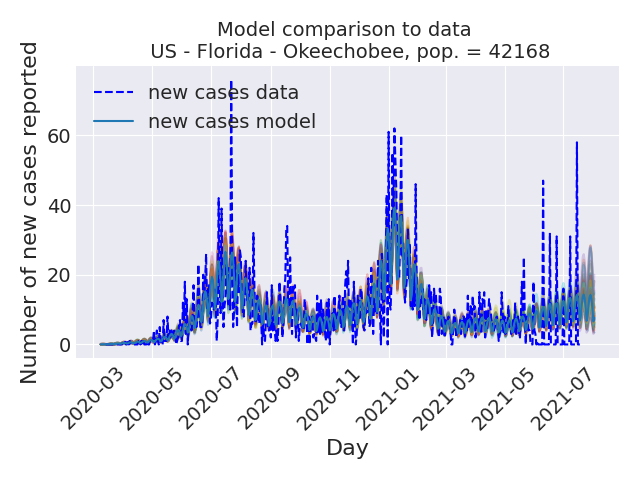 Model comparison to data
US - Florida - Okeechobee, pop. = 42168
new cases data
new cases model
Number of new cases reported
60
40
20
0
2020-03
2020-05
2020-07
2020-09
2020-11
2021-01
2021-03
2021-05
2021-07
Day